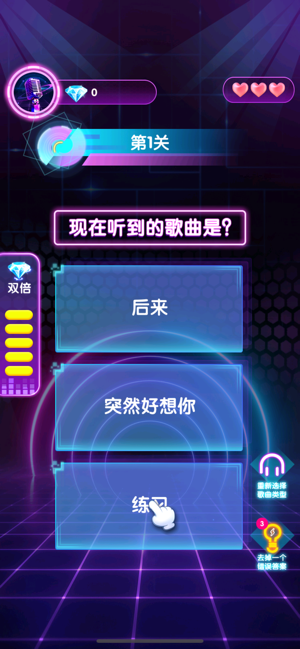 0
第1关
现在听到的歌曲是？
双倍
后来
突然好想你
练习
重新选择
歌曲类型
3
去掉一个
错误答案